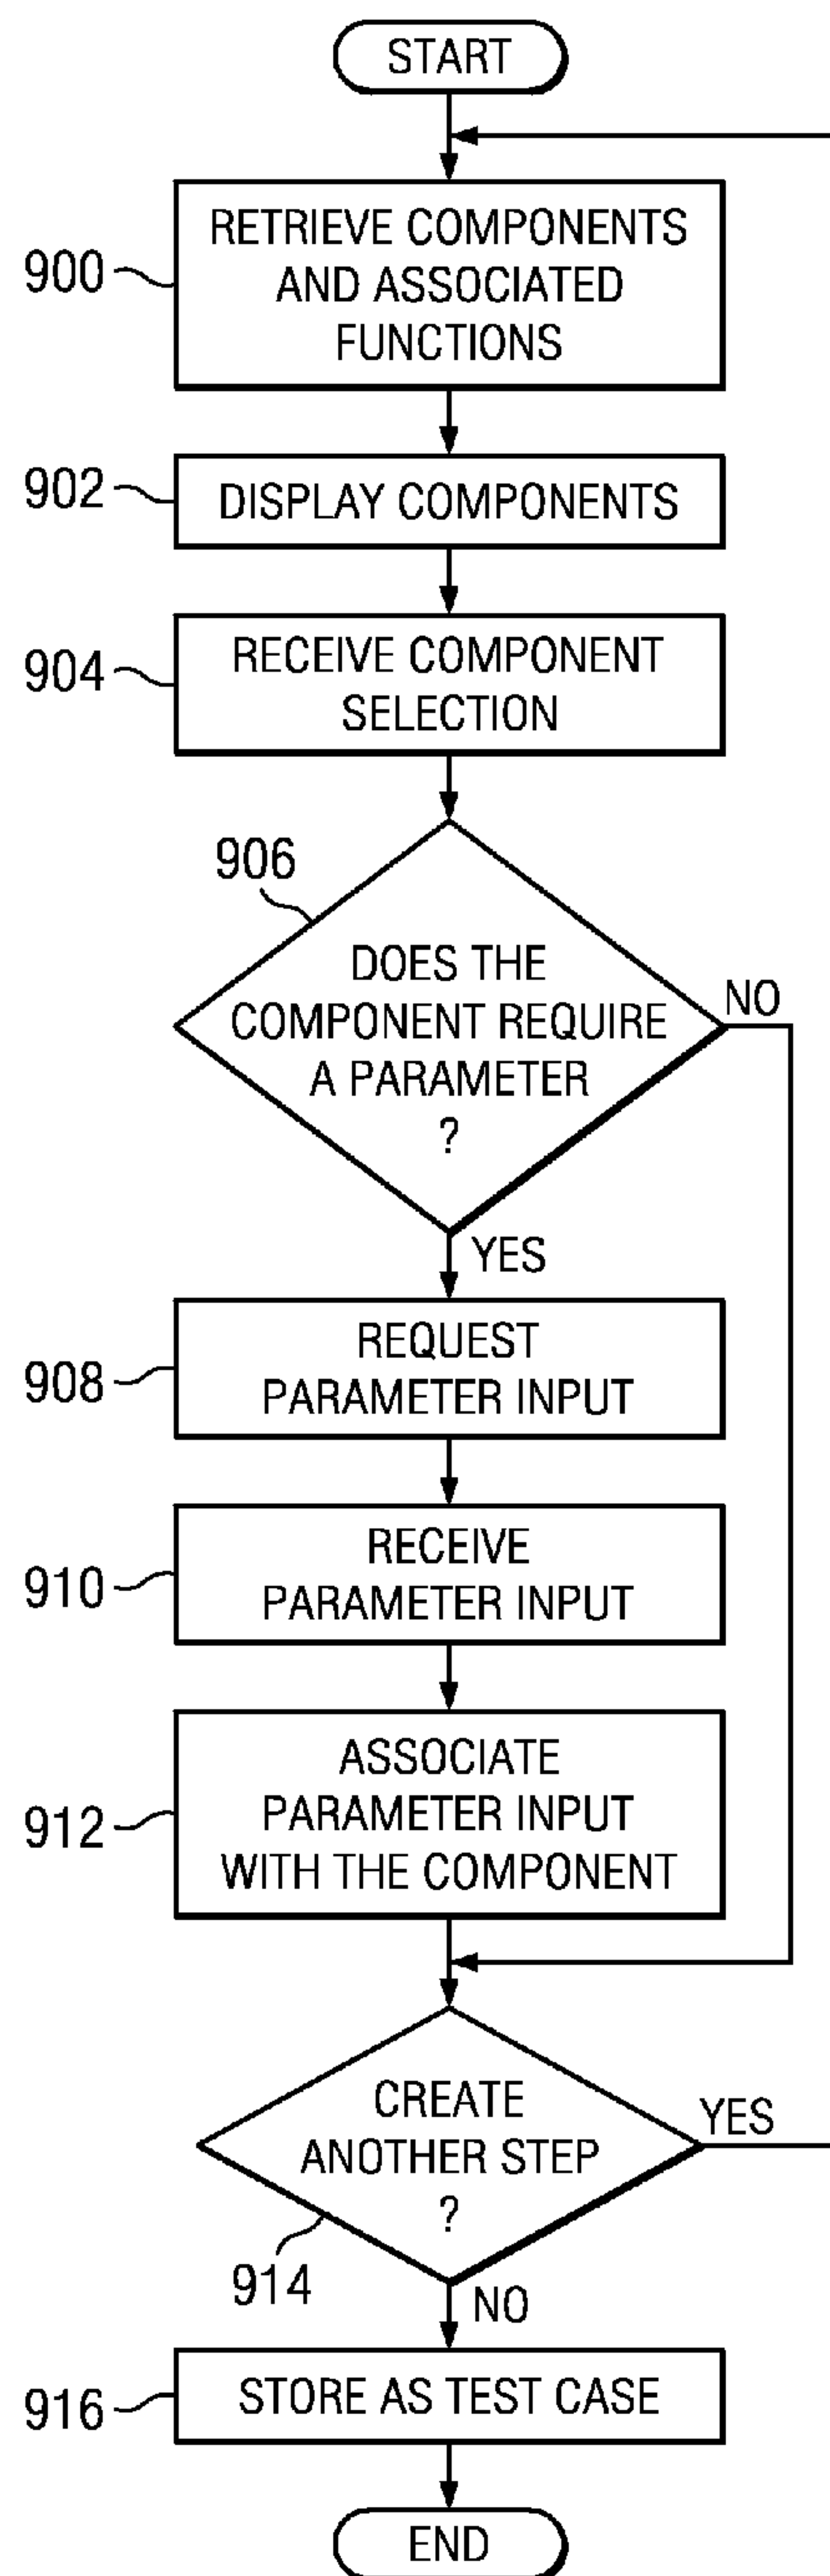 START
900
RETRIEVE COMPONENTS
AND ASSOCIATED
FUNCTIONS
902
DISPLAY COMPONENTS
904
RECEIVE COMPONENT
SELECTION
906
DOES THE
COMPONENT REQUIRE
A PARAMETER
?
NO
YES
908
REQUEST
PARAMETER INPUT
910
RECEIVE
PARAMETER INPUT
912
ASSOCIATE
PARAMETER INPUT
WITH THE COMPONENT
CREATE
ANOTHER STEP
?
YES
914
NO
916
STORE AS TEST CASE
END